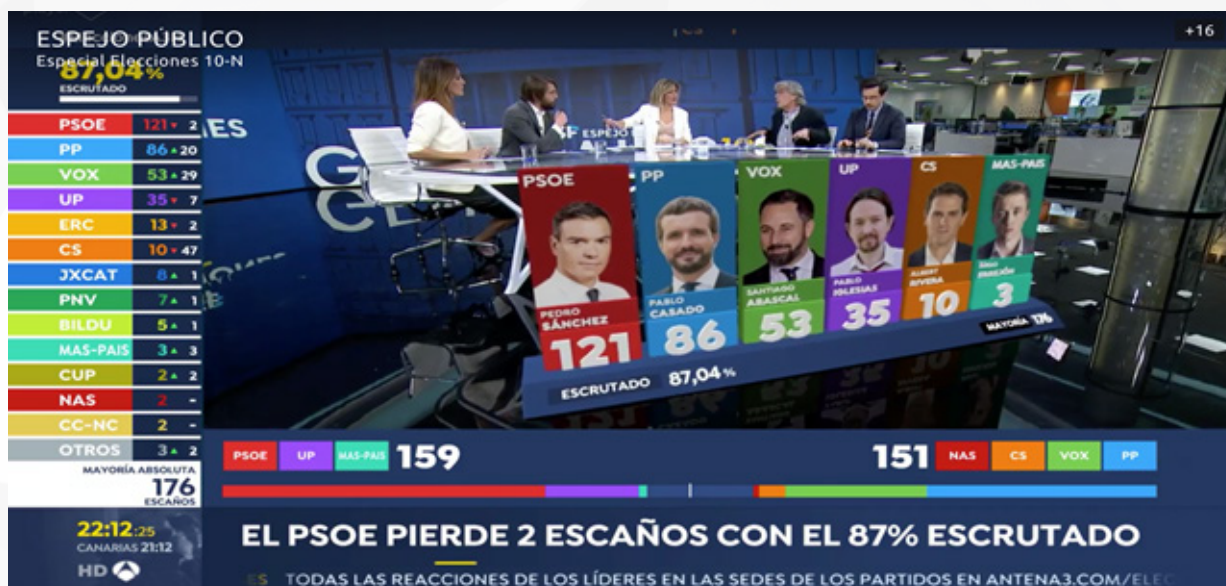 ESPEJO PÚBLICO
Especial Elecciones 10-N
+16
87,04%
ESCRUTADO
PSOE 121 ▾ 2
PP 86 ▴ 20
VOX 53 ▴ 29
UP 35 ▾ 7
ERC 13 ▾ 2
CS 10 ▾ 47
JXCAT 8 ▴ 1
PNV 7 ▴ 1
BILDU 5 ▴ 1
MAS-PAIS 3 ▴ 3
CUP 2 ▴ 2
NAS 2 -
CC-NC 2 -
OTROS 3 ▴ 2
MAYORÍA ABSOLUTA
176
ESCAÑOS
ESPEJO
PSOE PP VOX UP CS MAS-PAIS
PEDRO SÁNCHEZ
PABLO CASADO
SANTIAGO ABASCAL
PABLO IGLESIAS
ALBERT RIVERA
ÍÑIGO ERREJÓN
121 86 53 35 10 3
ESCRUTADO 87,04%
MAYORÍA 176
PSOE UP MAS-PAIS 159
151 NAS CS VOX PP
22:12:25
CANARIAS 21:12
HD
EL PSOE PIERDE 2 ESCAÑOS CON EL 87% ESCRUTADO
ES TODAS LAS REACCIONES DE LOS LÍDERES EN LAS SEDES DE LOS PARTIDOS EN ANTENA3.COM/ELEC